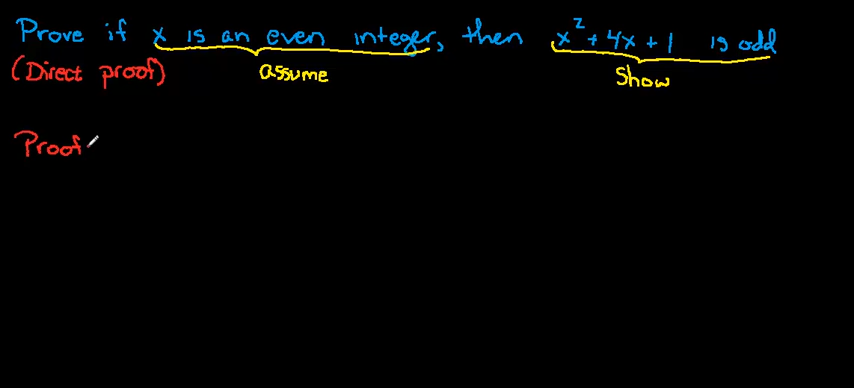 Prove if x is an even integer, then x² + 4x + 1 is odd
(Direct proof) assume show
Proof